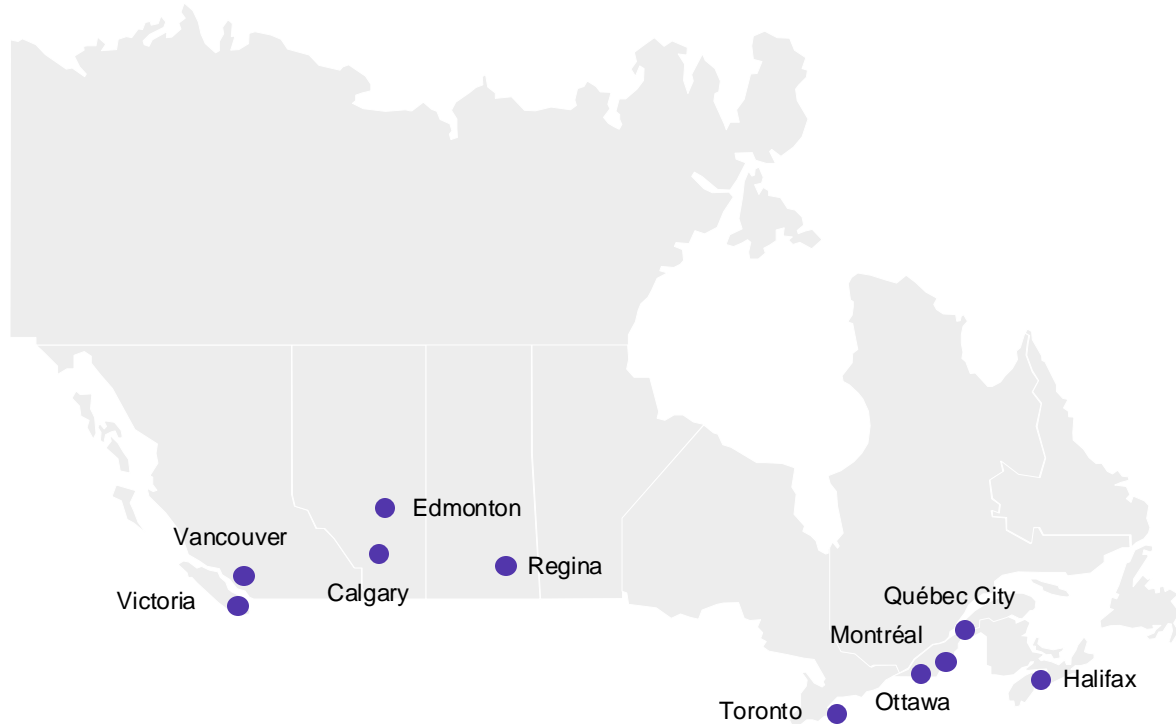 Edmonton
Vancouver
Regina
Calgary
Victoria
Québec City
Montréal
Halifax
Ottawa
Toronto